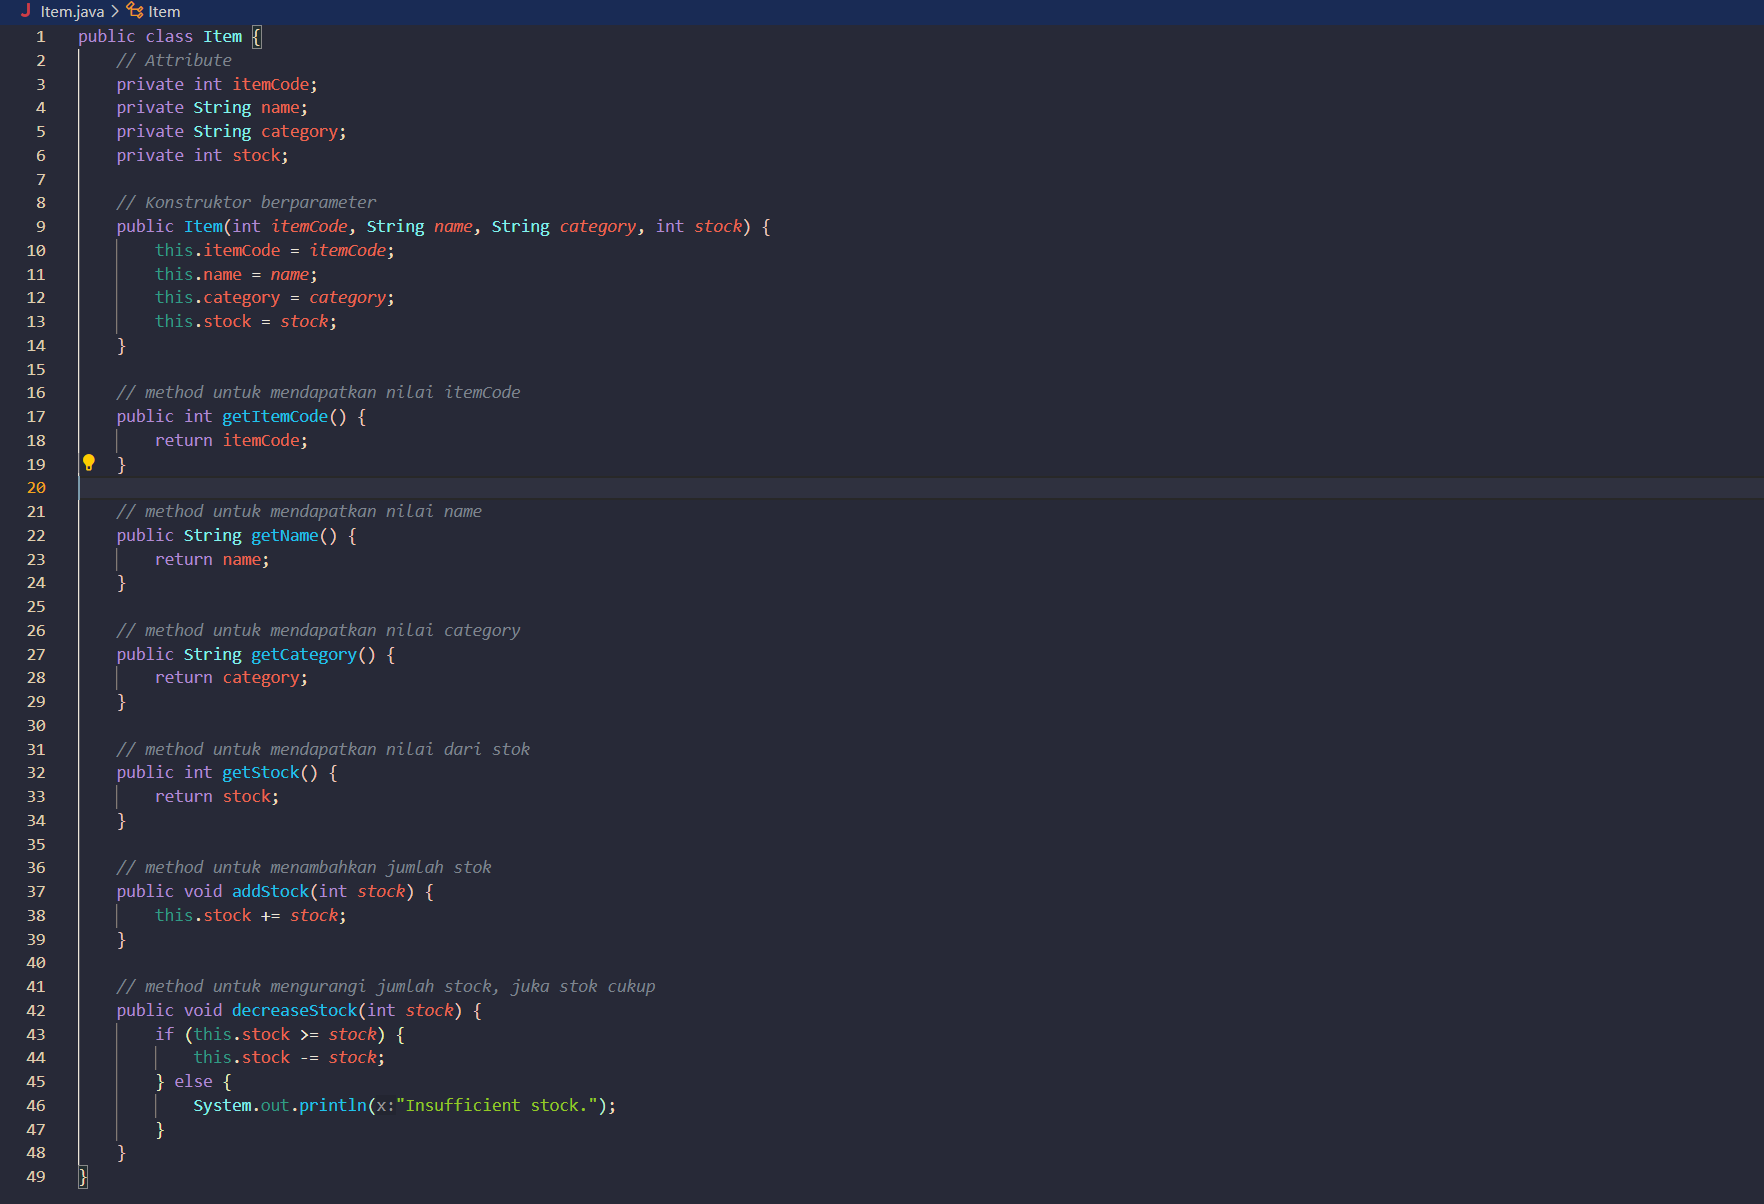 Item.java > Item
1 public class Item {
2     // Attribute
3     private int itemCode;
4     private String name;
5     private String category;
6     private int stock;
7
8     // Konstruktor berparameter
9     public Item(int itemCode, String name, String category, int stock) {
10         this.itemCode = itemCode;
11         this.name = name;
12         this.category = category;
13         this.stock = stock;
14     }
15
16     // method untuk mendapatkan nilai itemCode
17     public int getItemCode() {
18         return itemCode;
19     }
20
21     // method untuk mendapatkan nilai name
22     public String getName() {
23         return name;
24     }
25
26     // method untuk mendapatkan nilai category
27     public String getCategory() {
28         return category;
29     }
30
31     // method untuk mendapatkan nilai dari stok
32     public int getStock() {
33         return stock;
34     }
35
36     // method untuk menambahkan jumlah stok
37     public void addStock(int stock) {
38         this.stock += stock;
39     }
40
41     // method untuk mengurangi jumlah stock, juka stok cukup
42     public void decreaseStock(int stock) {
43         if (this.stock >= stock) {
44             this.stock -= stock;
45         } else {
46             System.out.println(x:"Insufficient stock.");
47         }
48     }
49 }